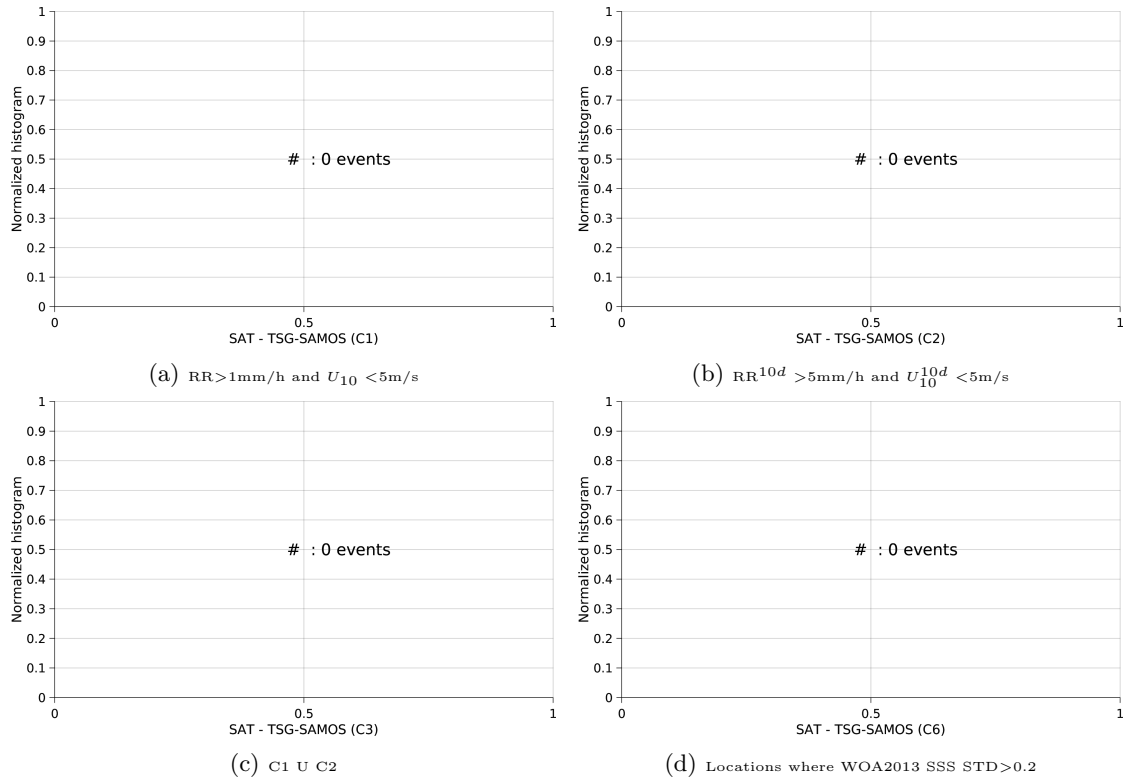 1
0.9
0.8
0.7
0.6
0.5
0.4
0.3
0.2
0.1
0
Normalized histogram
# : 0 events
0 0.5 1
SAT - TSG-SAMOS (C1)
(a) RR>1mm/h and U10 <5m/s
1
0.9
0.8
0.7
0.6
0.5
0.4
0.3
0.2
0.1
0
Normalized histogram
# : 0 events
0 0.5 1
SAT - TSG-SAMOS (C2)
(b) RR10d >5mm/h and U10d10 <5m/s
1
0.9
0.8
0.7
0.6
0.5
0.4
0.3
0.2
0.1
0
Normalized histogram
# : 0 events
0 0.5 1
SAT - TSG-SAMOS (C3)
(c) C1 U C2
1
0.9
0.8
0.7
0.6
0.5
0.4
0.3
0.2
0.1
0
Normalized histogram
# : 0 events
0 0.5 1
SAT - TSG-SAMOS (C6)
(d) Locations where WOA2013 SSS STD>0.2